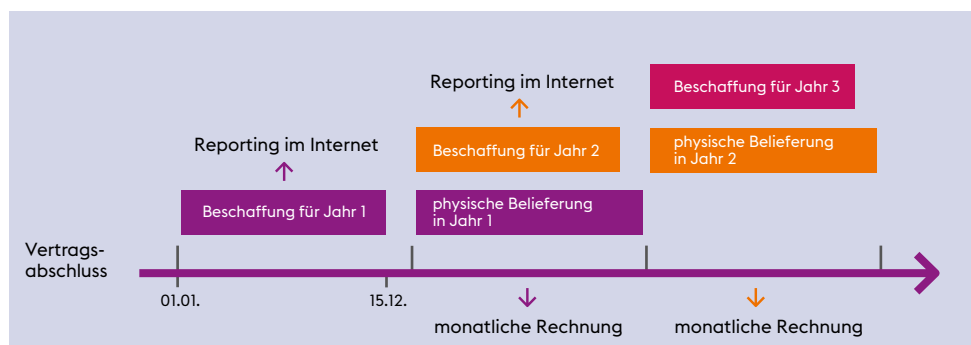 Beschaffung für Jahr 3
Reporting im Internet
Beschaffung für Jahr 2
physische Belieferung
in Jahr 2
Reporting im Internet
Beschaffung für Jahr 1
physische Belieferung
in Jahr 1
Vertrags-
abschluss
01.01.
15.12.
monatliche Rechnung
monatliche Rechnung